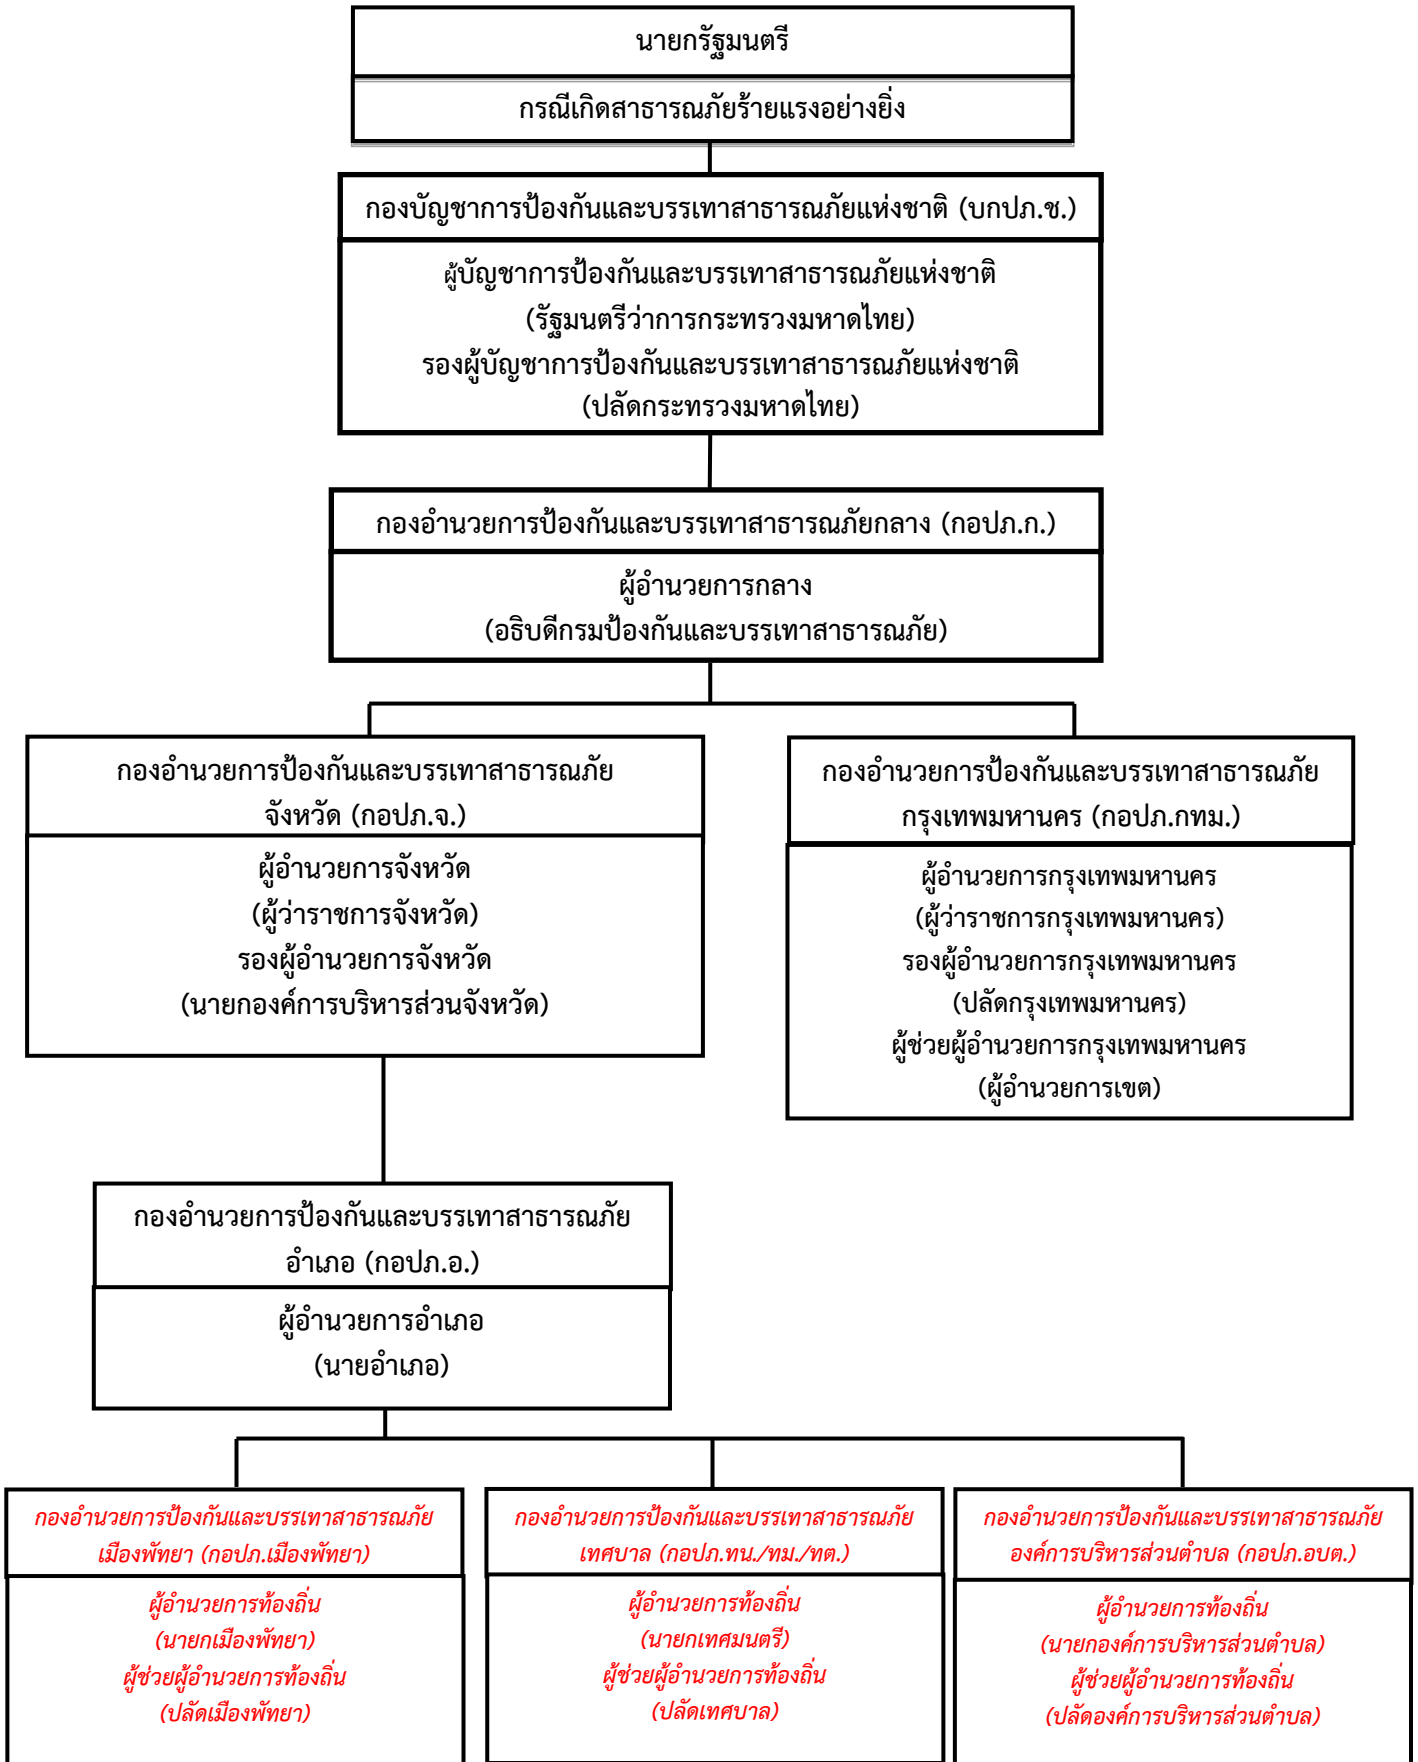 นายกรัฐมนตรี
กรณีเกิดสาธารณภัยร้ายแรงอย่างยิ่ง
กองบัญชาการป้องกันและบรรเทาสาธารณภัยแห่งชาติ (บกปภ.ช.)
ผู้บัญชาการป้องกันและบรรเทาสาธารณภัยแห่งชาติ
(รัฐมนตรีว่าการกระทรวงมหาดไทย)
รองผู้บัญชาการป้องกันและบรรเทาสาธารณภัยแห่งชาติ
(ปลัดกระทรวงมหาดไทย)
กองอำนวยการป้องกันและบรรเทาสาธารณภัยกลาง (กอปภ.ก.)
ผู้อำนวยการกลาง
(อธิบดีกรมป้องกันและบรรเทาสาธารณภัย)
กองอำนวยการป้องกันและบรรเทาสาธารณภัย
จังหวัด (กอปภ.จ.)
ผู้อำนวยการจังหวัด
(ผู้ว่าราชการจังหวัด)
รองผู้อำนวยการจังหวัด
(นายกองค์การบริหารส่วนจังหวัด)
กองอำนวยการป้องกันและบรรเทาสาธารณภัย
กรุงเทพมหานคร (กอปภ.กทม.)
ผู้อำนวยการกรุงเทพมหานคร
(ผู้ว่าราชการกรุงเทพมหานคร)
รองผู้อำนวยการกรุงเทพมหานคร
(ปลัดกรุงเทพมหานคร)
ผู้ช่วยผู้อำนวยการกรุงเทพมหานคร
(ผู้อำนวยการเขต)
กองอำนวยการป้องกันและบรรเทาสาธารณภัย
อำเภอ (กอปภ.อ.)
ผู้อำนวยการอำเภอ
(นายอำเภอ)
กองอำนวยการป้องกันและบรรเทาสาธารณภัย
เมืองพัทยา (กอปภ.เมืองพัทยา)
ผู้อำนวยการท้องถิ่น
(นายกเมืองพัทยา)
ผู้ช่วยผู้อำนวยการท้องถิ่น
(ปลัดเมืองพัทยา)
กองอำนวยการป้องกันและบรรเทาสาธารณภัย
เทศบาล (กอปภ.ทน./ทม./ทต.)
ผู้อำนวยการท้องถิ่น
(นายกเทศมนตรี)
ผู้ช่วยผู้อำนวยการท้องถิ่น
(ปลัดเทศบาล)
กองอำนวยการป้องกันและบรรเทาสาธารณภัย
องค์การบริหารส่วนตำบล (กอปภ.อบต.)
ผู้อำนวยการท้องถิ่น
(นายกองค์การบริหารส่วนตำบล)
ผู้ช่วยผู้อำนวยการท้องถิ่น
(ปลัดองค์การบริหารส่วนตำบล)